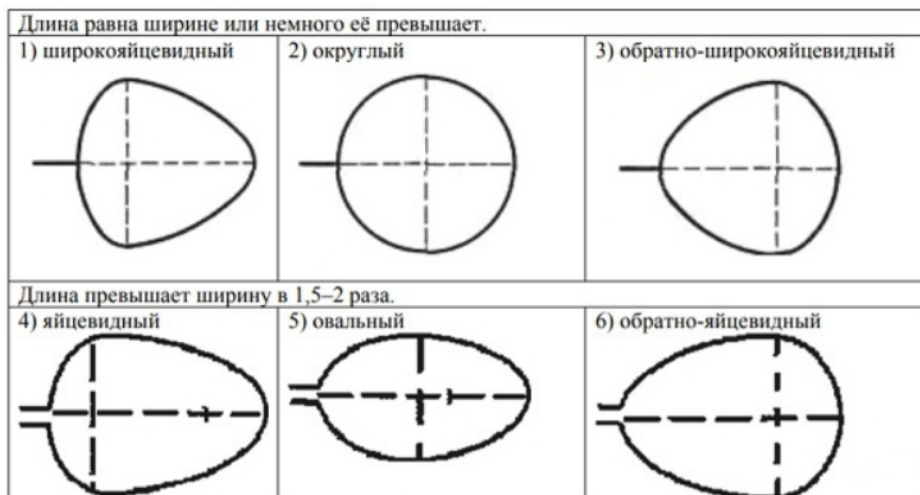 Длина равна ширине или немного её превышает.
1) широкояйцевидный
2) округлый
3) обратно-широкояйцевидный
Длина превышает ширину в 1,5–2 раза.
4) яйцевидный
5) овальный
6) обратно-яйцевидный